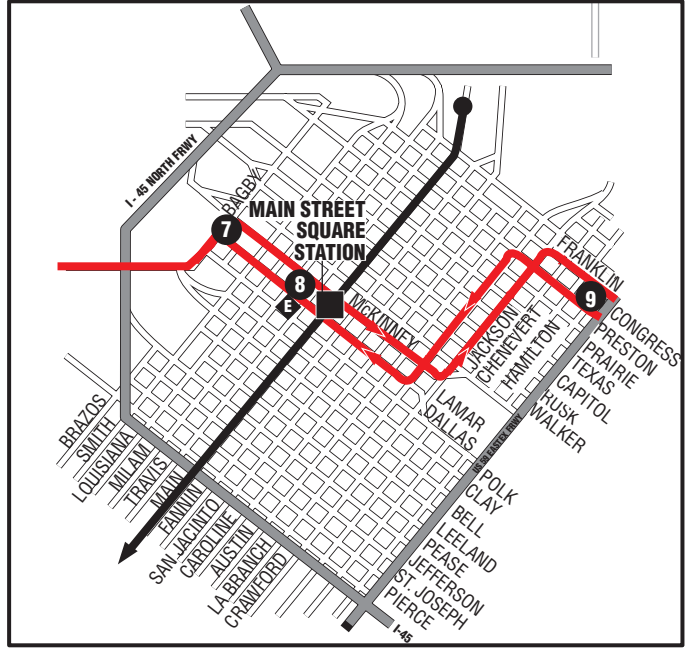 I - 45 NORTH FRWY
BAGBY
7
MAIN STREET
SQUARE
STATION
8
E
McKINNEY
FRANKLIN
9
CONGRESS
PRESTON
PRAIRIE
TEXAS
CAPITOL
RUSK
WALKER
JACKSON
CHENEVERT
HAMILTON
LAMAR
DALLAS
US 59 EASTEX FRWY
POLK
CLAY
BELL
LEELAND
PEASE
JEFFERSON
ST. JOSEPH
PIERCE
I-45
BRAZOS
SMITH
LOUISIANA
MILAM
TRAVIS
MAIN
FANNIN
SAN JACINTO
CAROLINE
AUSTIN
LA BRANCH
CRAWFORD